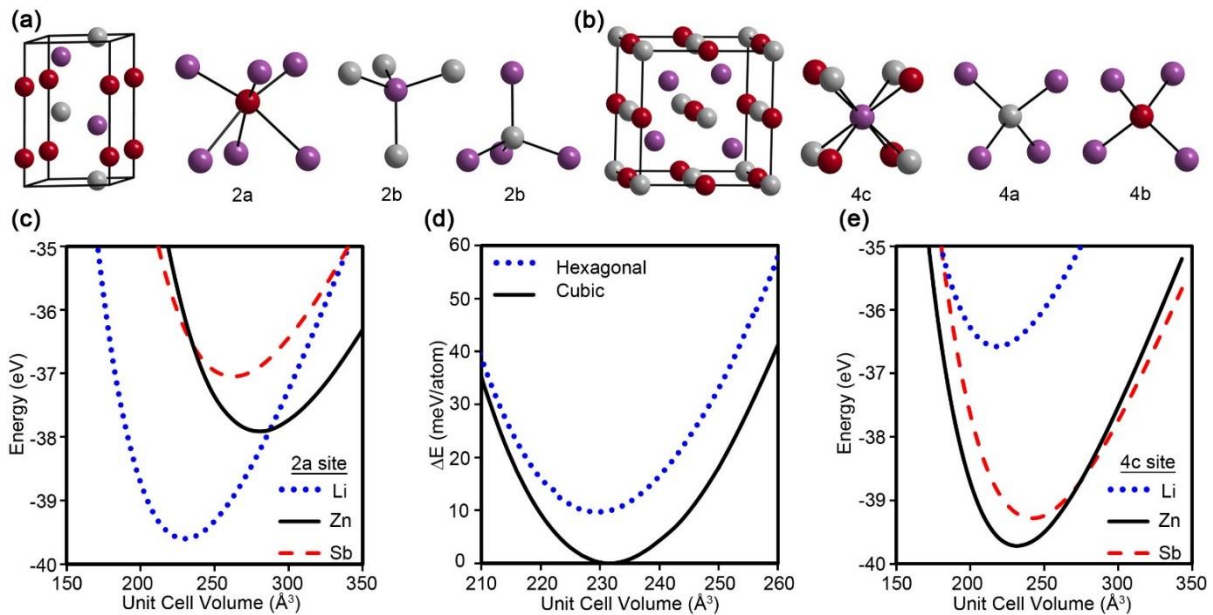 (a)
2a
2b
2b
(b)
4c
4a
4b
(c)
-35
-36
-37
-38
-39
-40
Energy (eV)
2a site
Li
Zn
Sb
150
200
250
300
350
Unit Cell Volume (Å³)
(d)
60
50
40
30
20
10
0
ΔE (meV/atom)
Hexagonal
Cubic
210
220
230
240
250
260
Unit Cell Volume (Å³)
(e)
-35
-36
-37
-38
-39
-40
Energy (eV)
4c site
Li
Zn
Sb
150
200
250
300
350
Unit Cell Volume (Å³)